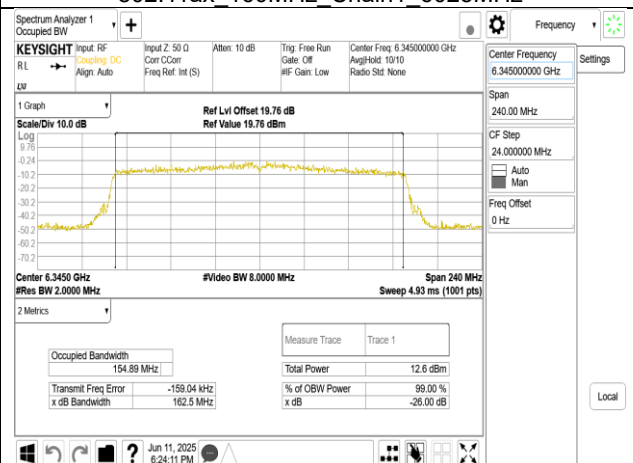 Spectrum Analyzer 1
Occupied BW
Frequency
KEYSIGHT
RL
Input: RF
Coupling: DC
Align: Auto
Input Z: 50 Ω
Corr CCorr
Freq Ref: Int (S)
Atten: 10 dB
Trig: Free Run
Gate: Off
#IF Gain: Low
Center Freq: 6.345000000 GHz
Avg|Hold: 10/10
Radio Std: None
Center Frequency
6.345000000 GHz
Settings
Span
240.00 MHz
CF Step
24.000000 MHz
Auto
Man
Freq Offset
0 Hz
1 Graph
Scale/Div 10.0 dB
Ref Lvl Offset 19.76 dB
Ref Value 19.76 dBm
Log
9.76
-0.24
-10.2
-20.2
-30.2
-40.2
-50.2
-60.2
-70.2
Center 6.3450 GHz
#Video BW 8.0000 MHz
Span 240 MHz
#Res BW 2.0000 MHz
Sweep 4.93 ms (1001 pts)
2 Metrics
Measure Trace Trace 1
Occupied Bandwidth
154.89 MHz
Total Power 12.6 dBm
Transmit Freq Error -159.04 kHz
% of OBW Power 99.00 %
x dB Bandwidth 162.5 MHz
x dB -26.00 dB
Local
Jun 11, 2025
6:24:11 PM